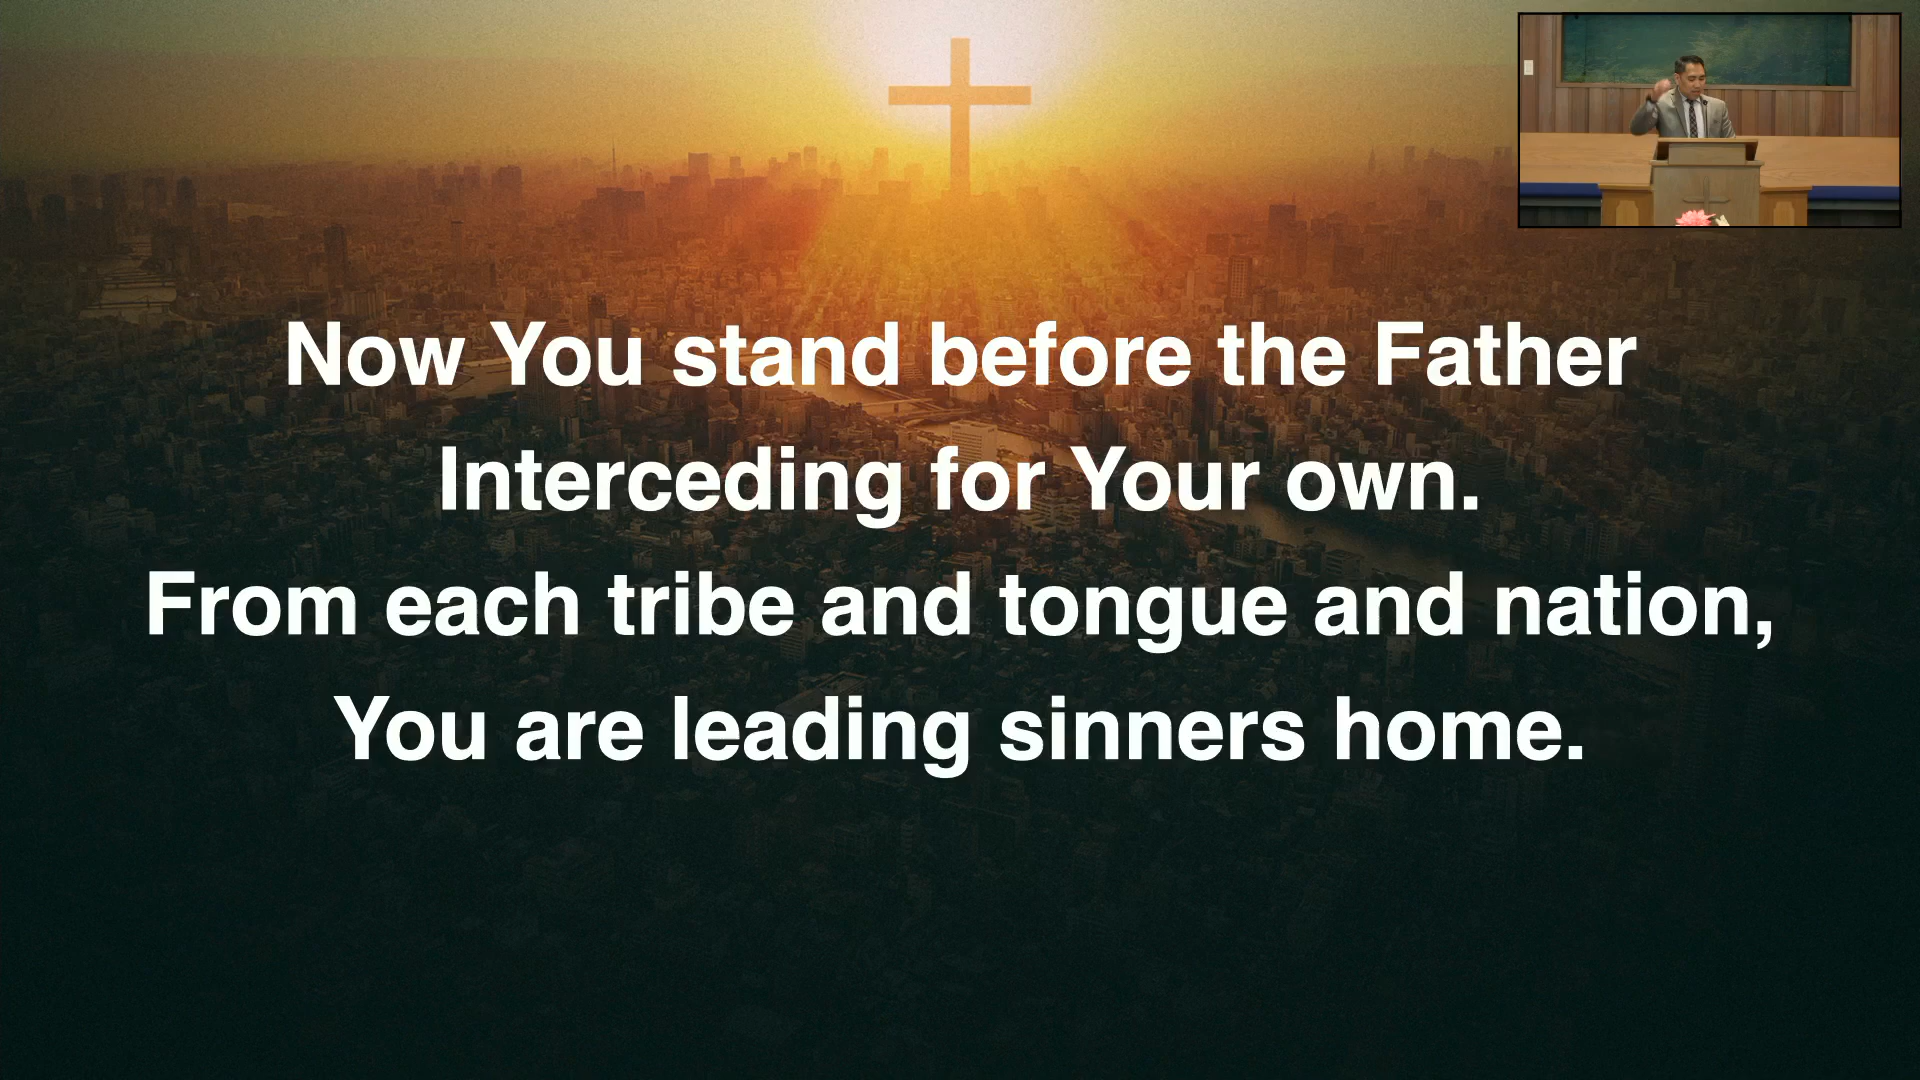 Now You stand before the Father
Interceding for Your own.
From each tribe and tongue and nation,
You are leading sinners home.